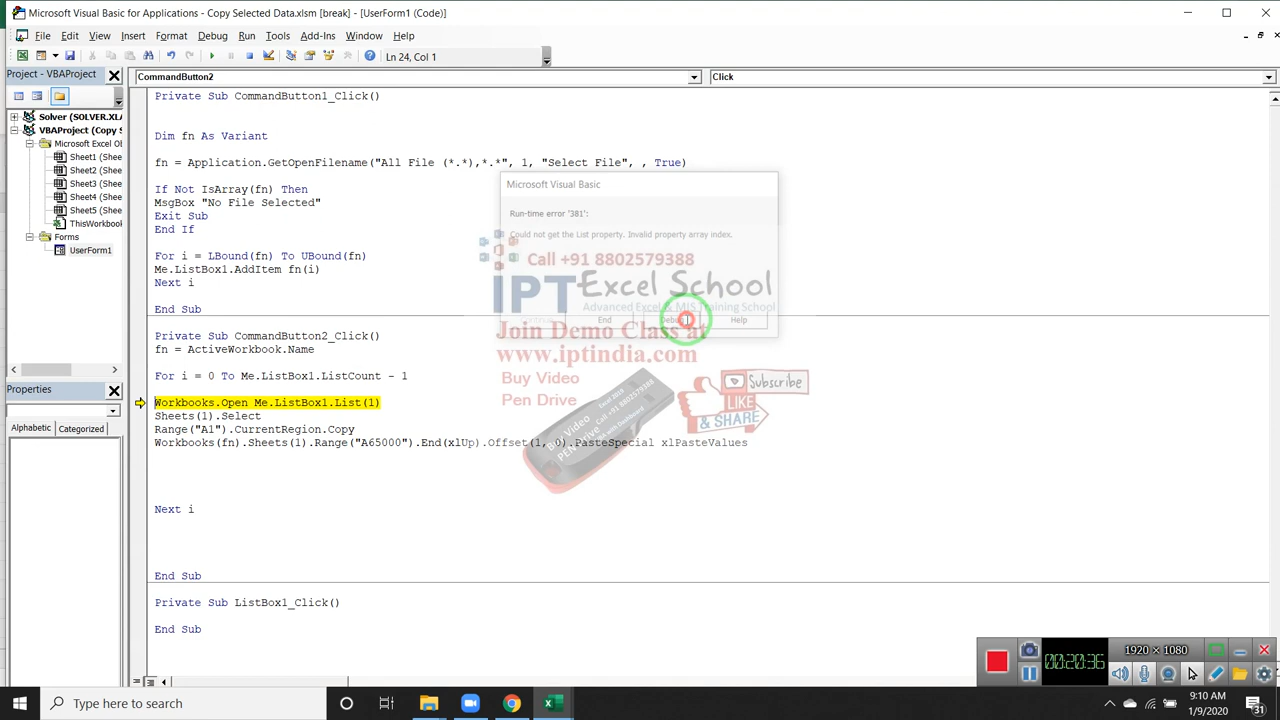 Microsoft Visual Basic for Applications - Copy Selected Data.xlsm [break] - [UserForm1 (Code)]
File Edit View Insert Format Debug Run Tools Add-Ins Window Help
Ln 24, Col 1
Project - VBAProject
CommandButton2
Click
Solver (SOLVER.XLA
VBAProject (Copy S
Microsoft Excel Ob
Sheet1 (Shee
Sheet2 (Shee
Sheet3 (Shee
Sheet4 (Shee
Sheet5 (Shee
ThisWorkbook
Forms
UserForm1
Properties
Alphabetic Categorized
Private Sub CommandButton1_Click()
Dim fn As Variant
fn = Application.GetOpenFilename("All File (*.*),*.*", 1, "Select File", , True)
If Not IsArray(fn) Then
MsgBox "No File Selected"
Exit Sub
End If
For i = LBound(fn) To UBound(fn)
Me.ListBox1.AddItem fn(i)
Next i
End Sub
Private Sub CommandButton2_Click()
fn = ActiveWorkbook.Name
For i = 0 To Me.ListBox1.ListCount - 1
Workbooks.Open Me.ListBox1.List(1)
Sheets(1).Select
Range("A1").CurrentRegion.Copy
Workbooks(fn).Sheets(1).Range("A65000").End(xlUp).Offset(1, 0).PasteSpecial xlPasteValues
Next i
End Sub
Private Sub ListBox1_Click()
End Sub
Microsoft Visual Basic
Run-time error '381':
Could not get the List property. Invalid property array index.
End Debug Help
Call +91 8802579388
IPT Excel School
Advanced Excel & MIS Training School
Join Demo Class at
www.iptindia.com
Buy Video
Pen Drive
Subscribe
LIKE &
SHARE
00:20:36
1920 × 1080
Type here to search
9:10 AM
1/9/2020
31